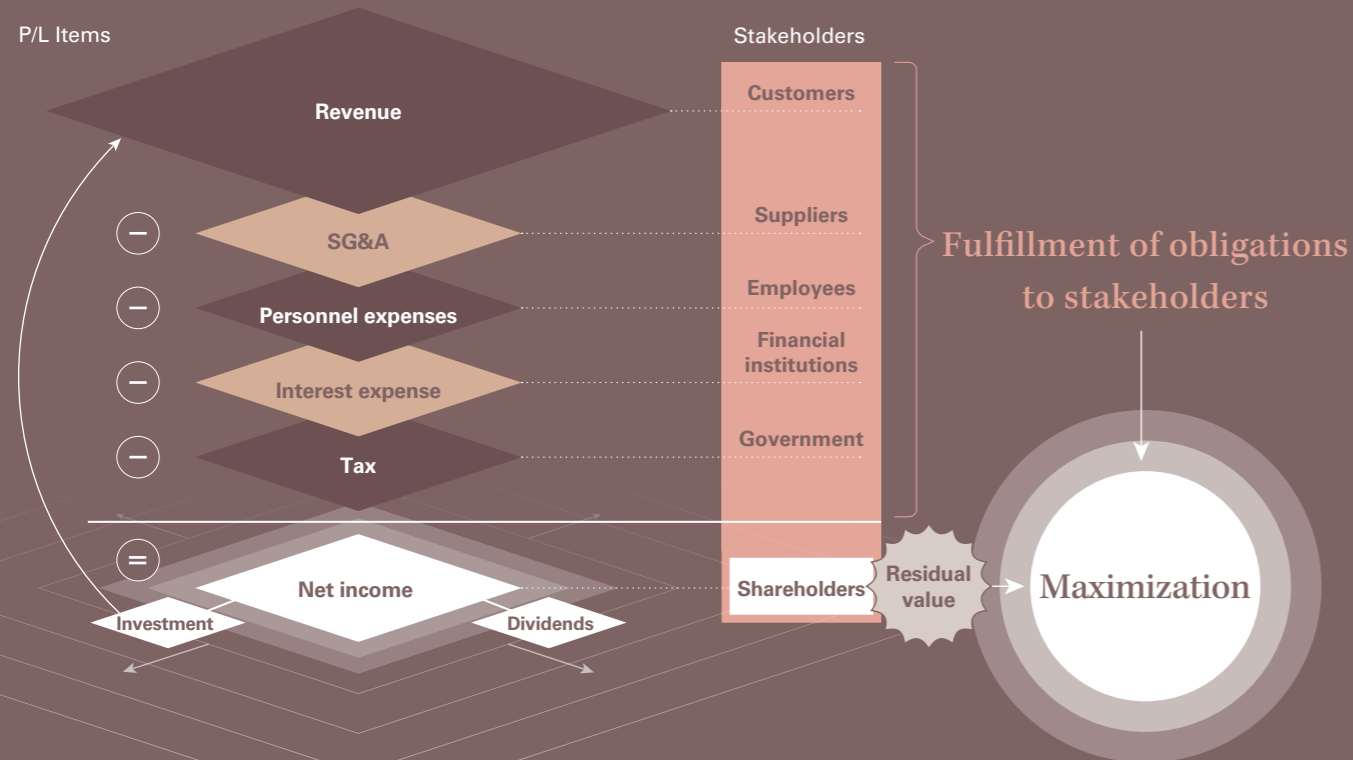 P/L Items
Stakeholders
Revenue
Customers
−
SG&A
Suppliers
−
Personnel expenses
Employees
−
Interest expense
Financial
institutions
−
Tax
Government
Fulfillment of obligations
to stakeholders
=
Net income
Investment
Dividends
Shareholders
Residual
value
Maximization